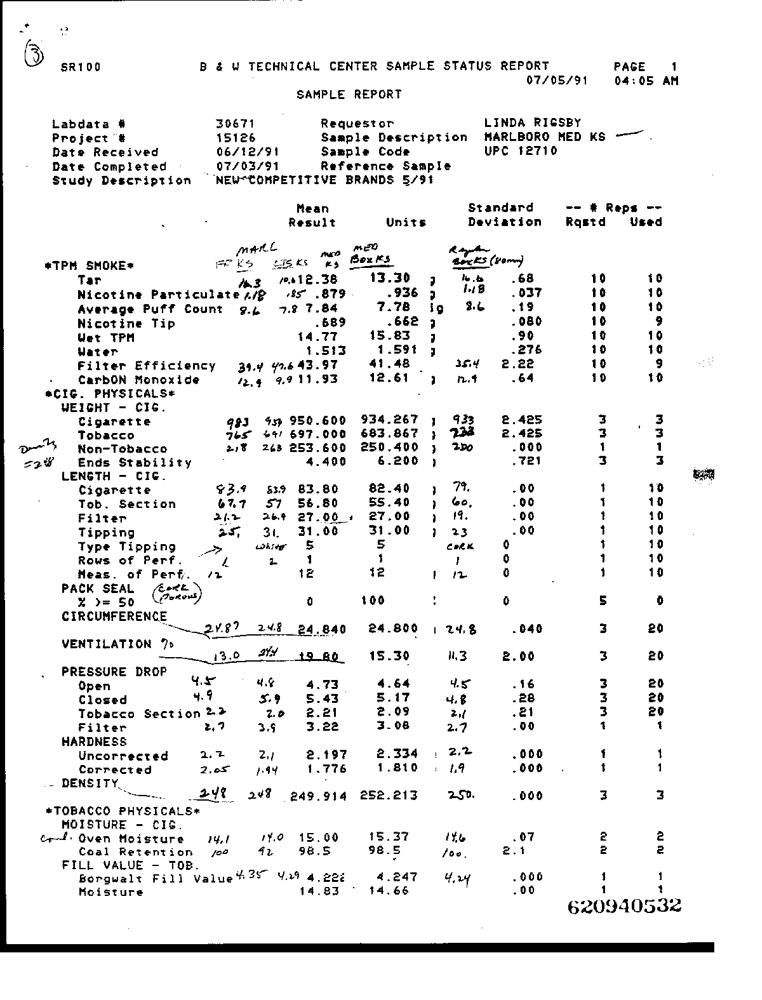 3
SR100 B & W TECHNICAL CENTER SAMPLE STATUS REPORT PAGE 1
07/05/91 04:05 AM
SAMPLE REPORT
Labdata # 30671 Requestor LINDA RIGSBY
Project # 15126 Sample Description MARLBORO MED KS
Date Received 06/12/91 Sample Code UPC 12710
Date Completed 07/03/91 Reference Sample
Study Description NEW COMPETITIVE BRANDS 5/91
Mean Standard -- # Reps --
Result Units Deviation Rqstd Used
MARL MED Regular
*TPM SMOKE* FF KS LTS KS MED KS Box KS Box KS
Tar 16.3 10.1 12.38 13.30 ; 16.6 .68 10 10
Nicotine Particulate 1.18 .85 .879 .936 ; 1.18 .037 10 10
Average Puff Count 8.6 7.8 7.84 7.78 ig 8.6 .19 10 10
Nicotine Tip .689 .662 ; .080 10 9
Wet TPM 14.77 15.83 ; .90 10 10
Water 1.513 1.591 ; .276 10 10
Filter Efficiency 39.4 47.6 43.97 41.48 35.4 2.22 10 9
CarbON Monoxide 12.9 9.9 11.93 12.61 ; 12.9 .64 10 10
*CIG. PHYSICALS*
WEIGHT - CIG.
Cigarette 983 959 950.600 934.267 ; 933 2.425 3 3
Tobacco 765 691 697.000 683.867 ; 733 2.425 3 3
Density Non-Tobacco 218 268 253.600 250.400 ; 200 .000 1 1
Ends Stability 4.400 6.200 ; .721 3 3
LENGTH - CIG.
Cigarette 83.9 83.9 83.80 82.40 ; 79. .00 1 10
Tob. Section 67.7 57 56.80 55.40 ; 60. .00 1 10
Filter 21.2 26.9 27.00 27.00 ; 19. .00 1 10
Tipping 25. 31. 31.00 31.00 ; 23 .00 1 10
Type Tipping white 5 5 CORK 0 1 10
Rows of Perf. 1 2 1 1 1 0 1 10
Meas. of Perf. 12 12 12 12 0 1 10
PACK SEAL (CORK Porous)
% >= 50 0 100 : 0 5 0
CIRCUMFERENCE
24.87 24.8 24.840 24.800 24.8 .040 3 20
VENTILATION %
13.0 19.80 15.30 11.3 2.00 3 20
PRESSURE DROP
Open 4.5 4.8 4.73 4.64 4.5 .16 3 20
Closed 4.9 5.9 5.43 5.17 4.8 .28 3 20
Tobacco Section 2.2 2.0 2.21 2.09 2.1 .21 3 20
Filter 2.7 3.9 3.22 3.08 2.7 .00 1 1
HARDNESS
Uncorrected 2.2 2.1 2.197 2.334 2.2 .000 1 1
Corrected 2.05 1.94 1.776 1.810 1.9 .000 1 1
DENSITY
248 248 249.914 252.213 250. .000 3 3
*TOBACCO PHYSICALS*
MOISTURE - CIG.
Oven Moisture 14.1 14.0 15.00 15.37 14.6 .07 2 2
Coal Retention 100 92 98.5 98.5 100. 2.1 2 2
FILL VALUE - TOB.
Borgwalt Fill Value 4.35 4.29 4.226 4.247 4.24 .000 1 1
Moisture 14.83 14.66 .00 1 1
620940532